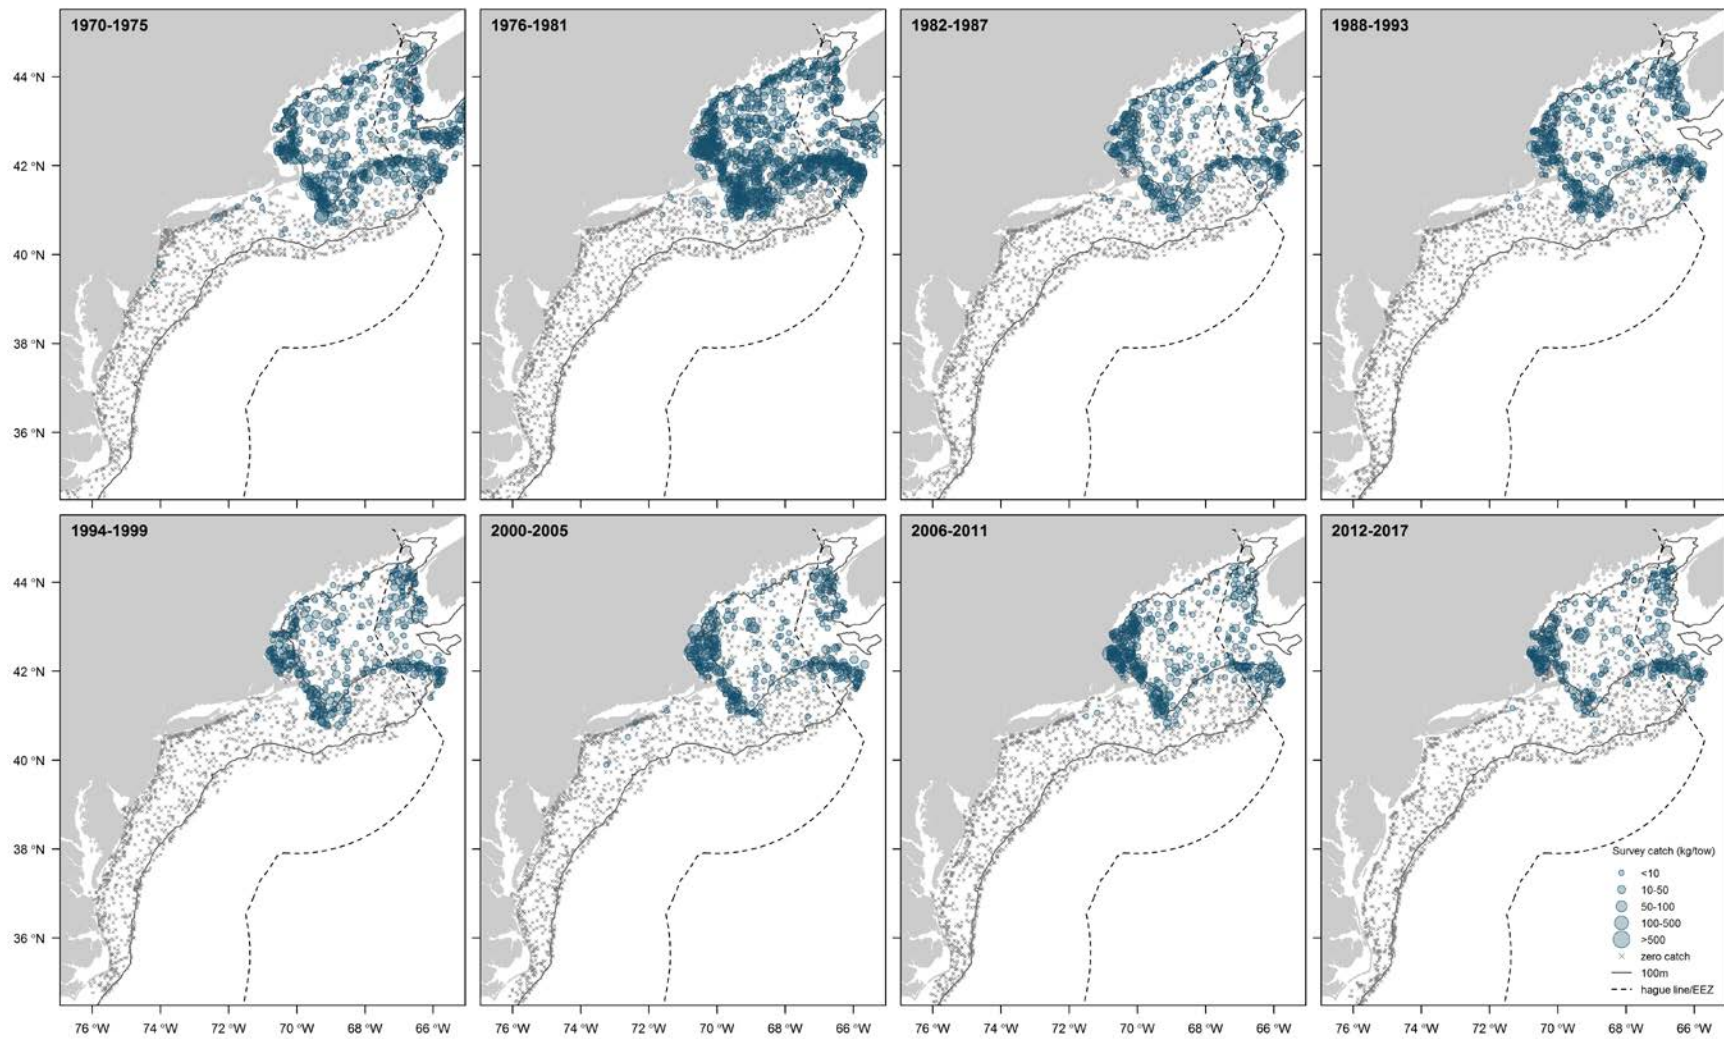 1970-1975
1976-1981
1982-1987
1988-1993
44 °N
42 °N
40 °N
38 °N
36 °N
1994-1999
2000-2005
2006-2011
2012-2017
44 °N
42 °N
40 °N
38 °N
36 °N
Survey catch (kg/tow)
<10
10-50
50-100
100-500
>500
zero catch
100m
hague line/EEZ
76 °W 74 °W 72 °W 70 °W 68 °W 66 °W
76 °W 74 °W 72 °W 70 °W 68 °W 66 °W
76 °W 74 °W 72 °W 70 °W 68 °W 66 °W
76 °W 74 °W 72 °W 70 °W 68 °W 66 °W